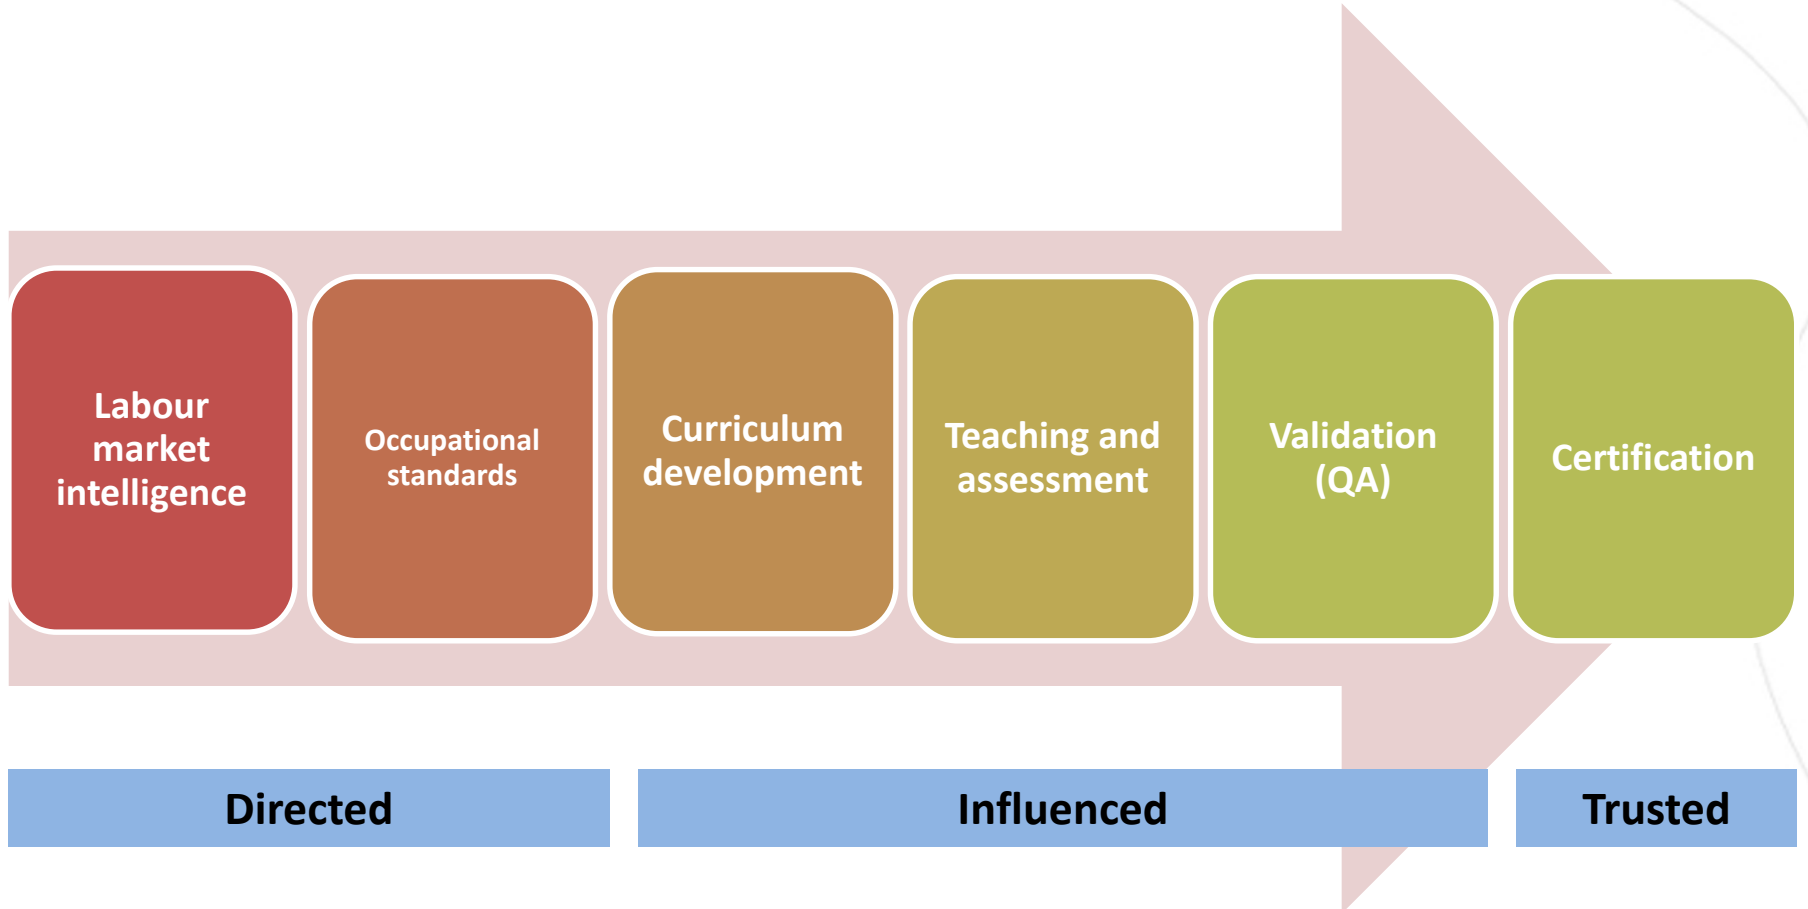 Labour
market
intelligence
Occupational
standards
Curriculum
development
Teaching and
assessment
Validation
(QA)
Certification
Directed
Influenced
Trusted